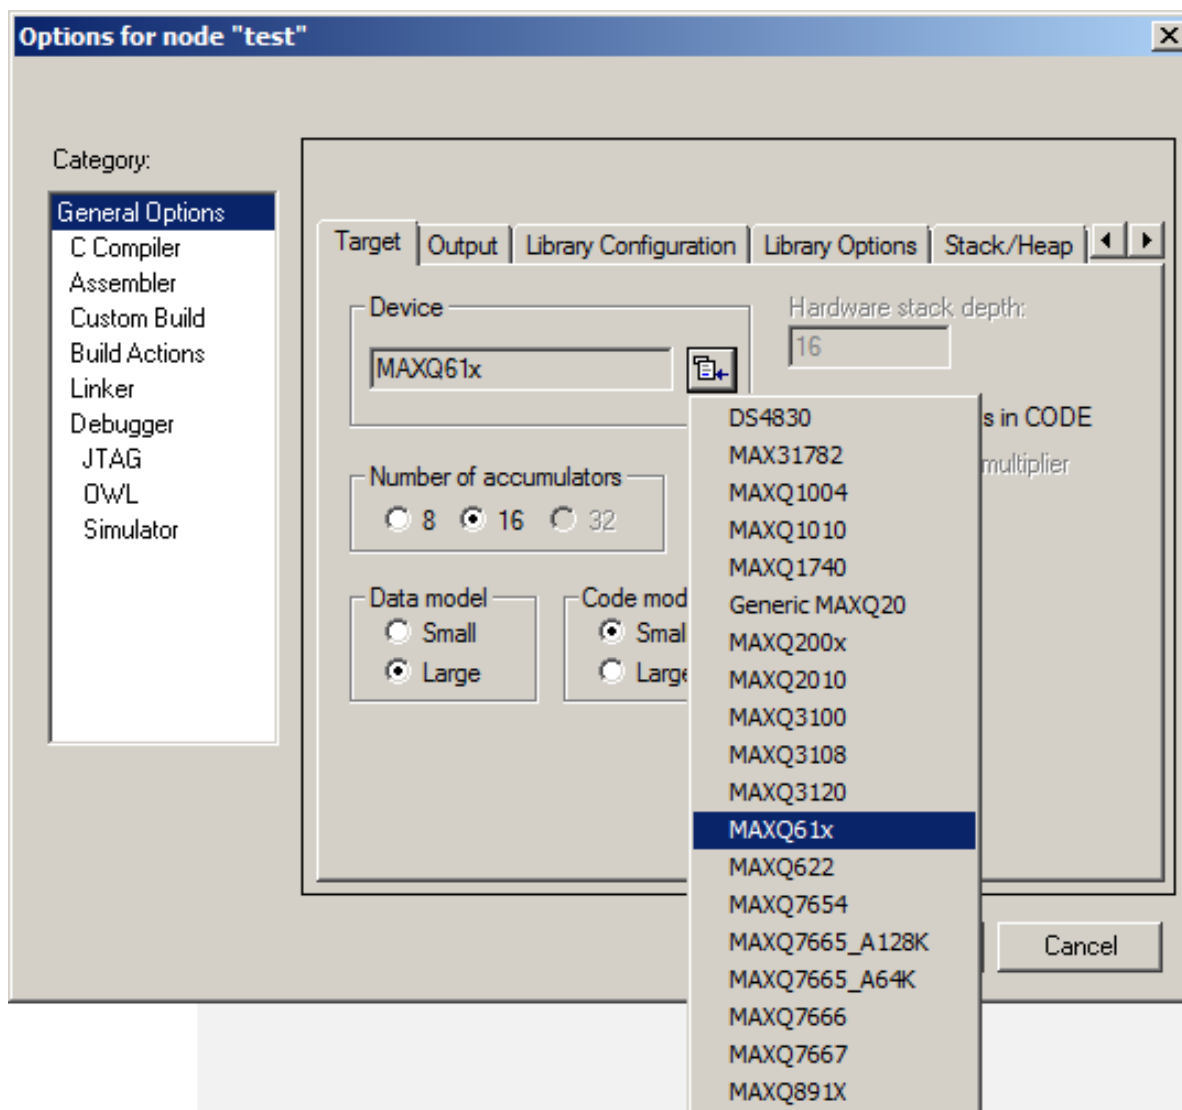 Options for node "test"
Category:
General Options
C Compiler
Assembler
Custom Build
Build Actions
Linker
Debugger
JTAG
OWL
Simulator
Target
Output
Library Configuration
Library Options
Stack/Heap
Device
MAXQ61x
Hardware stack depth:
16
s in CODE
multiplier
Number of accumulators
8
16
32
Data model
Small
Large
Code mod
Smal
Large
DS4830
MAX31782
MAXQ1004
MAXQ1010
MAXQ1740
Generic MAXQ20
MAXQ200x
MAXQ2010
MAXQ3100
MAXQ3108
MAXQ3120
MAXQ61x
MAXQ622
MAXQ7654
MAXQ7665_A128K
MAXQ7665_A64K
MAXQ7666
MAXQ7667
MAXQ891X
Cancel